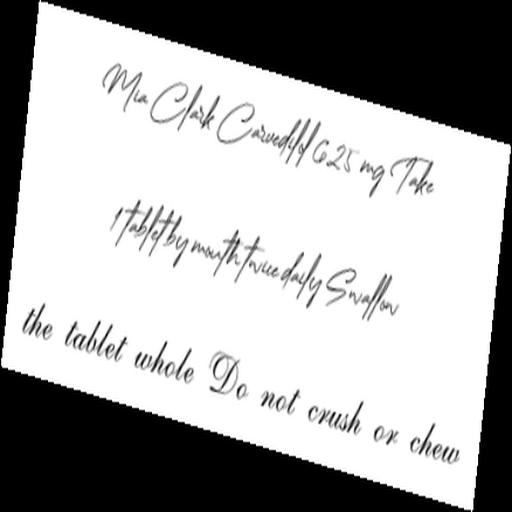 Mia Clark Carvedilol 6.25 mg Take
1 tablet by mouth twice daily Swallow
the tablet whole Do not crush or chew